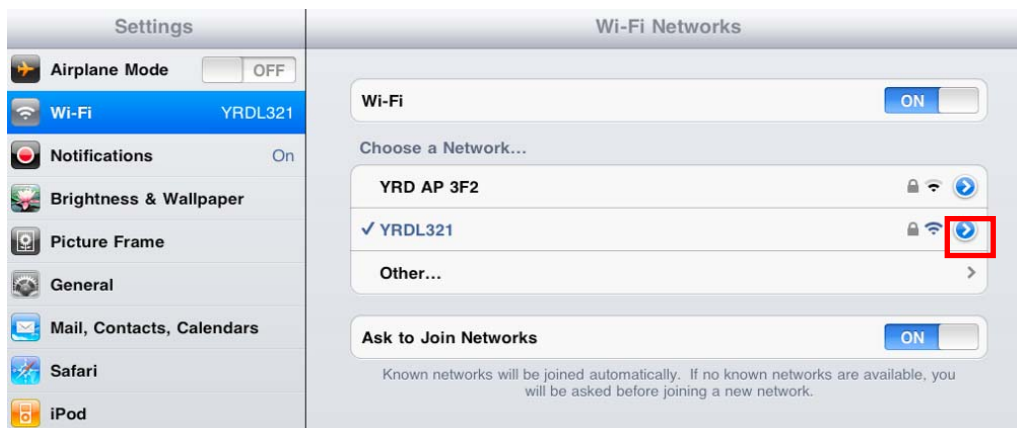 Settings
Airplane Mode OFF
Wi-Fi YRDL321
Notifications On
Brightness & Wallpaper
Picture Frame
General
Mail, Contacts, Calendars
Safari
iPod
Wi-Fi Networks
Wi-Fi ON
Choose a Network...
YRD AP 3F2
✓ YRDL321
Other...
Ask to Join Networks ON
Known networks will be joined automatically. If no known networks are available, you
will be asked before joining a new network.